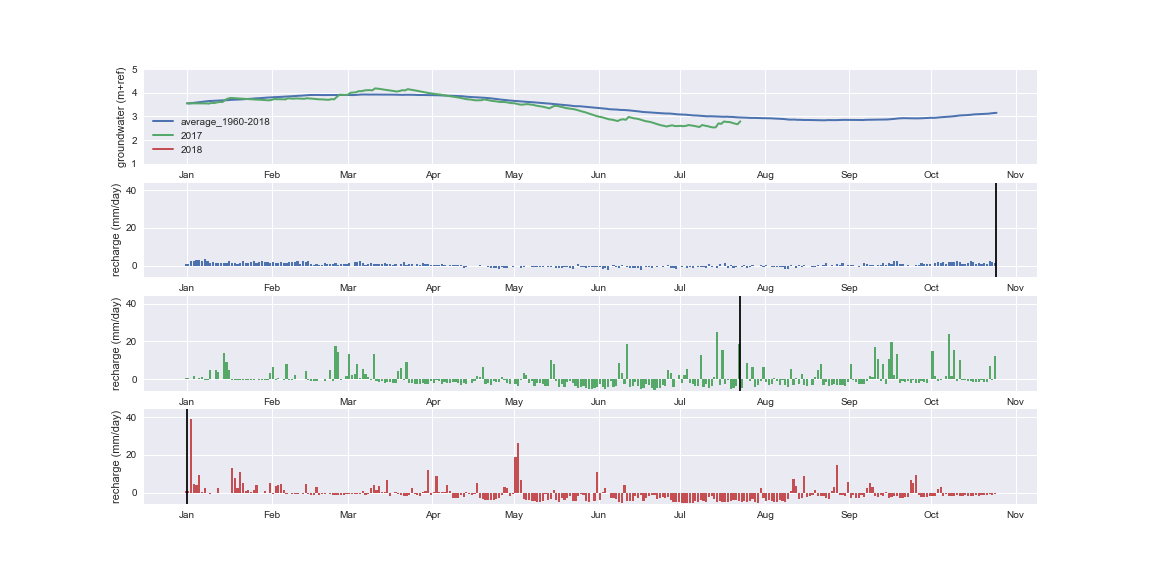 groundwater (m+ref)
5
4
3
2
1
average_1960-2018
2017
2018
Jan Feb Mar Apr May Jun Jul Aug Sep Oct Nov
recharge (mm/day)
40
20
0
Jan Feb Mar Apr May Jun Jul Aug Sep Oct Nov
recharge (mm/day)
40
20
0
Jan Feb Mar Apr May Jun Jul Aug Sep Oct Nov
recharge (mm/day)
40
20
0
Jan Feb Mar Apr May Jun Jul Aug Sep Oct Nov